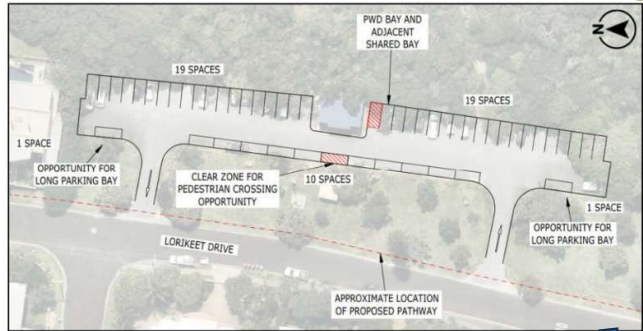 PWD BAY AND
ADJACENT
SHARED BAY
N
19 SPACES
19 SPACES
1 SPACE
OPPORTUNITY FOR
LONG PARKING BAY
CLEAR ZONE FOR
PEDESTRIAN CROSSING
OPPORTUNITY
10 SPACES
1 SPACE
OPPORTUNITY FOR
LONG PARKING BAY
LORIKEET DRIVE
APPROXIMATE LOCATION
OF PROPOSED PATHWAY